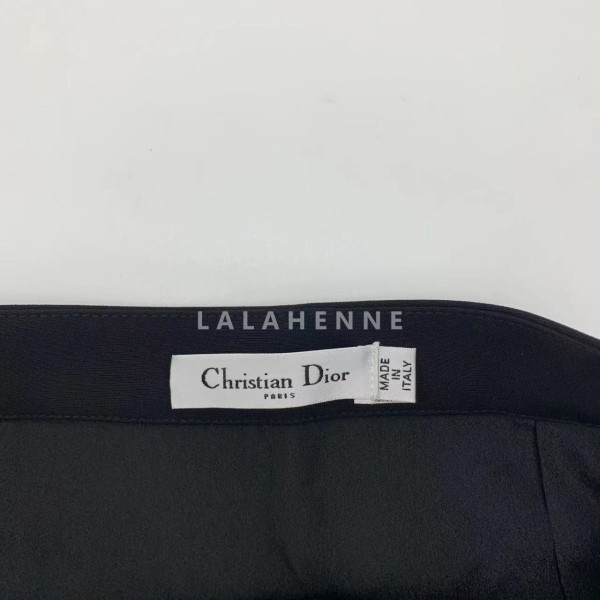 LALAHENNE
Christian Dior
PARIS
MADE
IN
ITALY